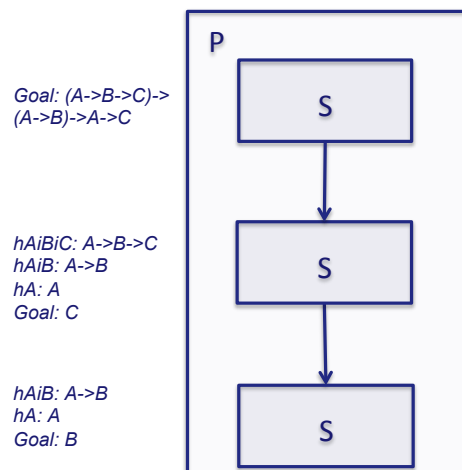 P
Goal: (A->B->C)->
(A->B)->A->C
S
hAiBiC: A->B->C
hAiB: A->B
hA: A
Goal: C
S
hAiB: A->B
hA: A
Goal: B
S